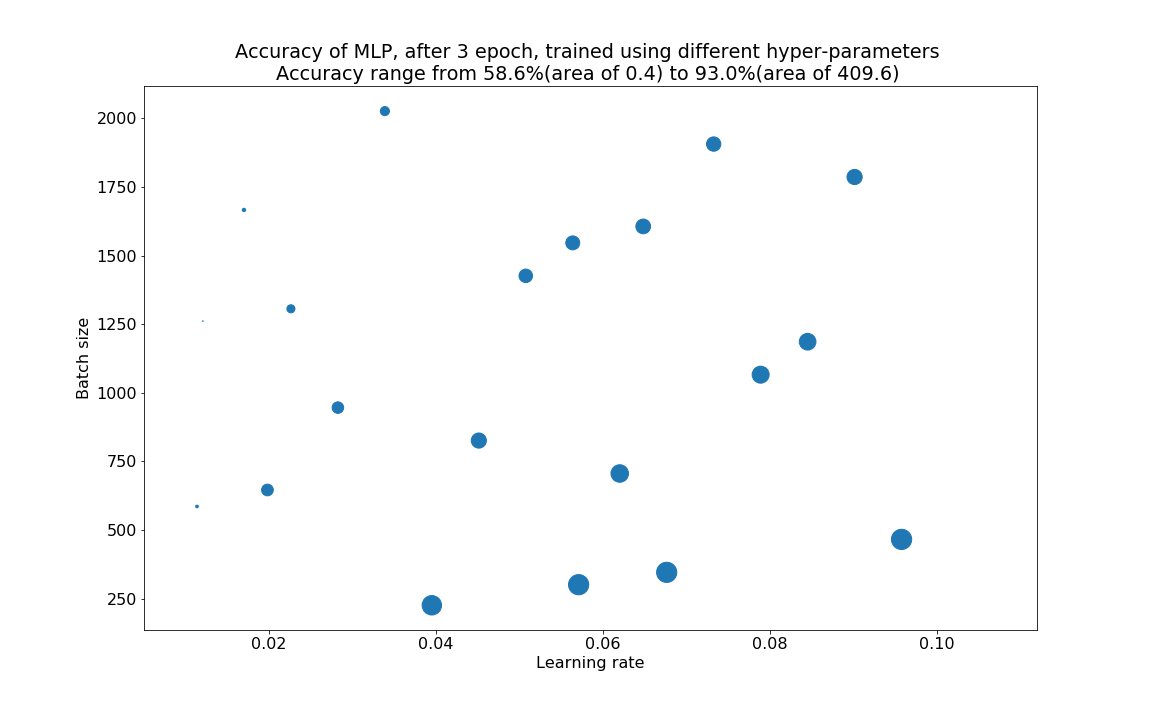 Accuracy of MLP, after 3 epoch, trained using different hyper-parameters
Accuracy range from 58.6%(area of 0.4) to 93.0%(area of 409.6)
2000
1750
1500
1250
1000
750
500
250
Batch size
0.02 0.04 0.06 0.08 0.10
Learning rate